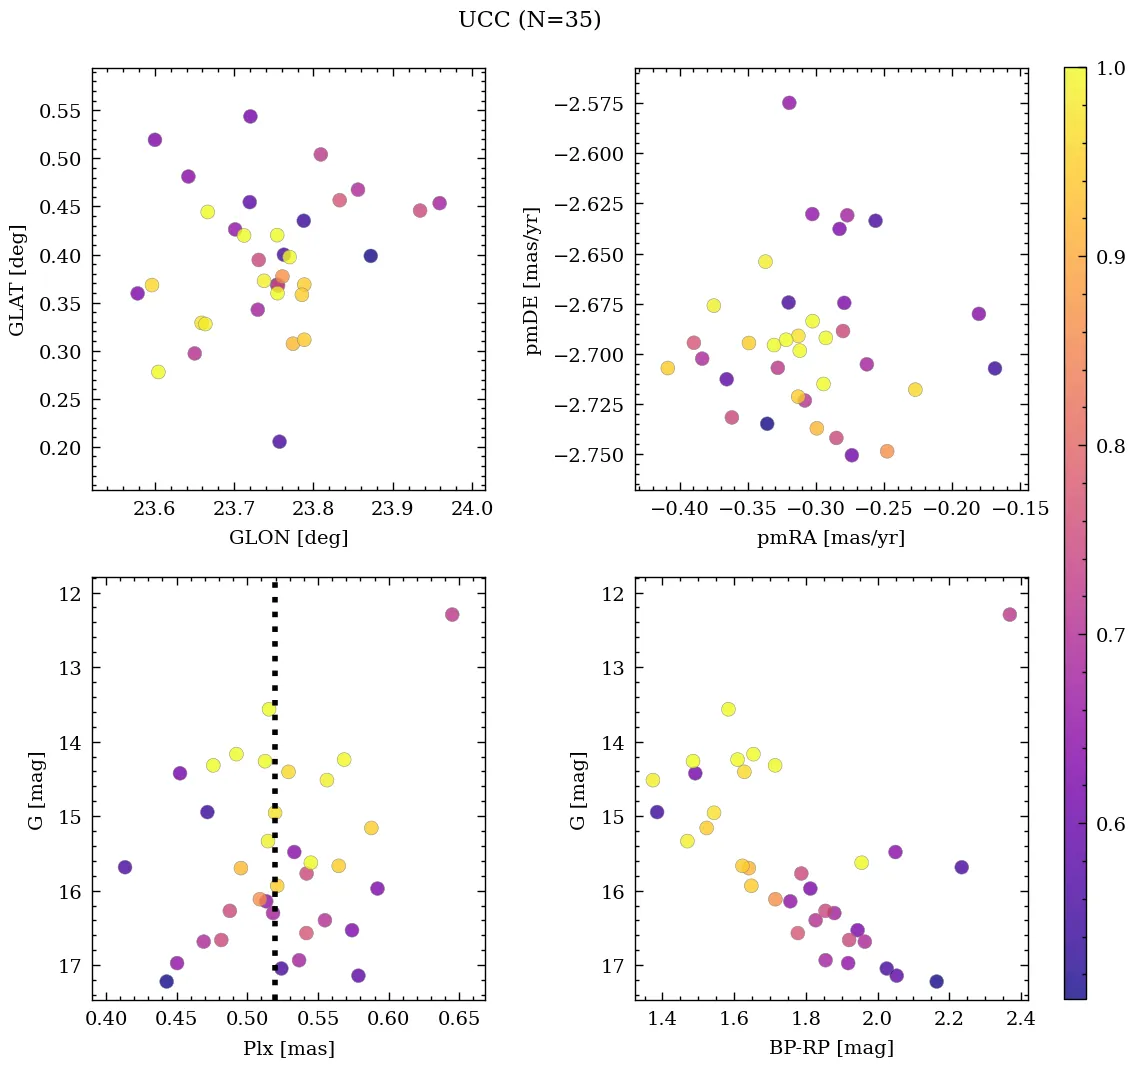 UCC (N=35)
0.55
0.50
0.45
0.40
0.35
0.30
0.25
0.20
GLAT [deg]
23.6 23.7 23.8 23.9 24.0
GLON [deg]
−2.575
−2.600
−2.625
−2.650
−2.675
−2.700
−2.725
−2.750
pmDE [mas/yr]
−0.40 −0.35 −0.30 −0.25 −0.20 −0.15
pmRA [mas/yr]
12
13
14
15
16
17
G [mag]
0.40 0.45 0.50 0.55 0.60 0.65
Plx [mas]
12
13
14
15
16
17
G [mag]
1.4 1.6 1.8 2.0 2.2 2.4
BP-RP [mag]
1.0
0.9
0.8
0.7
0.6